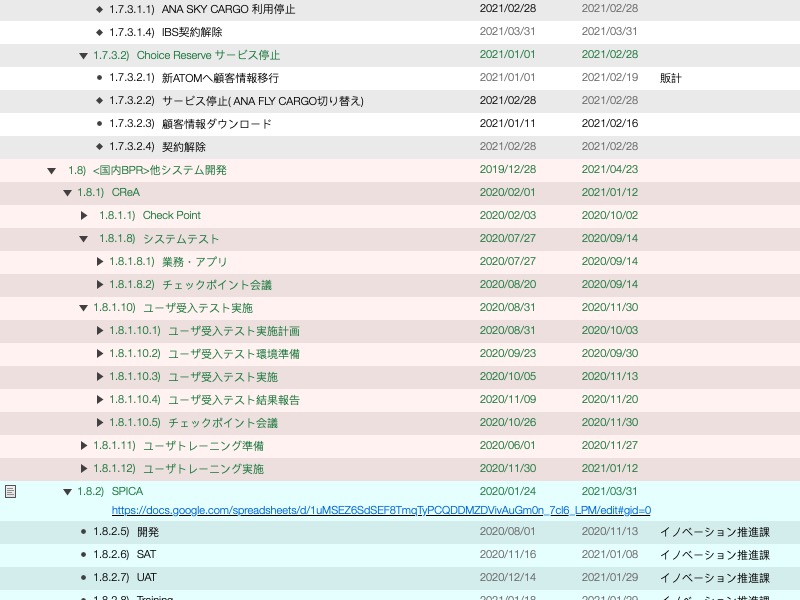 1.7.3.1.1) ANA SKY CARGO 利用停止 2021/02/28 2021/02/28
1.7.3.1.4) IBS契約解除 2021/03/31 2021/03/31
1.7.3.2) Choice Reserve サービス停止 2021/01/01 2021/02/28
1.7.3.2.1) 新ATOMへ顧客情報移行 2021/01/01 2021/02/19 販計
1.7.3.2.2) サービス停止( ANA FLY CARGO切り替え) 2021/02/28 2021/02/28
1.7.3.2.3) 顧客情報ダウンロード 2021/01/11 2021/02/16
1.7.3.2.4) 契約解除 2021/02/28 2021/02/28
1.8) <国内BPR>他システム開発 2019/12/28 2021/04/23
1.8.1) CReA 2020/02/01 2021/01/12
1.8.1.1) Check Point 2020/02/03 2020/10/02
1.8.1.8) システムテスト 2020/07/27 2020/09/14
1.8.1.8.1) 業務・アプリ 2020/07/27 2020/09/14
1.8.1.8.2) チェックポイント会議 2020/08/20 2020/09/14
1.8.1.10) ユーザ受入テスト実施 2020/08/31 2020/11/30
1.8.1.10.1) ユーザ受入テスト実施計画 2020/08/31 2020/10/03
1.8.1.10.2) ユーザ受入テスト環境準備 2020/09/23 2020/09/30
1.8.1.10.3) ユーザ受入テスト実施 2020/10/05 2020/11/13
1.8.1.10.4) ユーザ受入テスト結果報告 2020/11/09 2020/11/20
1.8.1.10.5) チェックポイント会議 2020/10/26 2020/11/30
1.8.1.11) ユーザトレーニング準備 2020/06/01 2020/11/27
1.8.1.12) ユーザトレーニング実施 2020/11/30 2021/01/12
1.8.2) SPICA 2020/01/24 2021/03/31
https://docs.google.com/spreadsheets/d/1uMSEZ6SdSEF8TmqTyPCQDDMZDVivAuGm0n_7cl6_LPM/edit#gid=0
1.8.2.5) 開発 2020/08/01 2020/11/13 イノベーション推進課
1.8.2.6) SAT 2020/11/16 2021/01/08 イノベーション推進課
1.8.2.7) UAT 2020/12/14 2021/01/29 イノベーション推進課
1.8.2.8) Training 2021/01/18 2021/01/29 イノベーション推進課